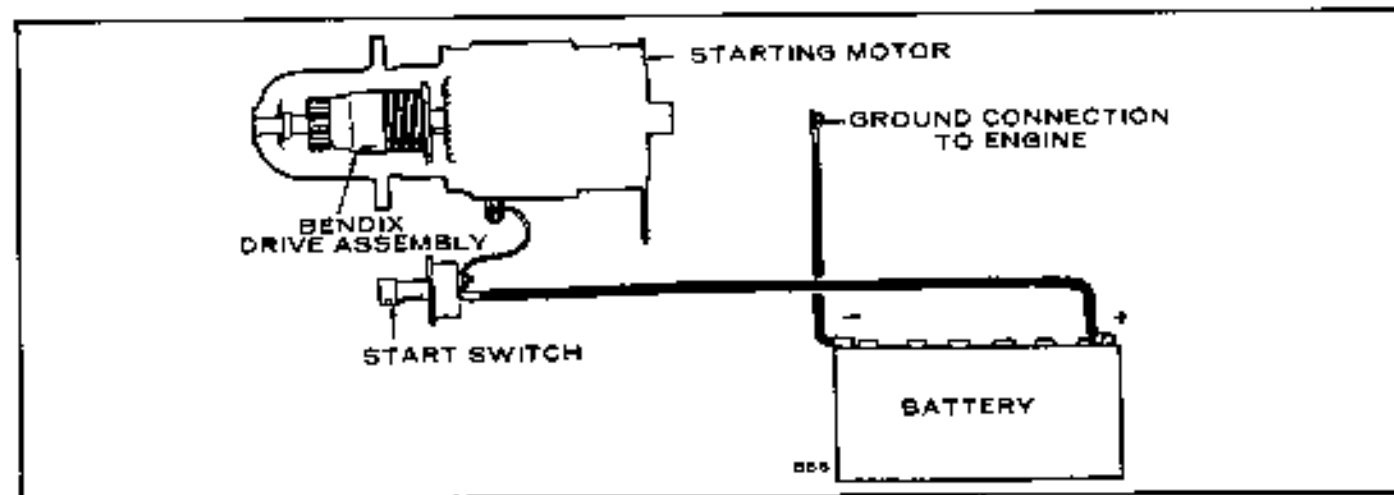 STARTING MOTOR
GROUND CONNECTION
TO ENGINE
BENDIX
DRIVE ASSEMBLY
START SWITCH
- +
BATTERY